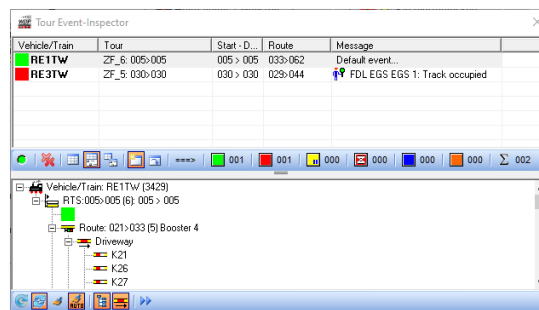 Tour Event-Inspector
Vehicle/Train Tour Start - D... Route Message
RE1TW ZF_6: 005>005 005 > 005 033>062 Default event...
RE3TW ZF_5: 030>030 030 > 030 029>044 FDL EGS EGS 1: Track occupied
===> 001 001 000 000 000 000 Σ 002
Vehicle/Train: RE1TW (3429)
RTS:005>005 (6): 005 > 005
Route: 021>033 (5) Booster 4
Driveway
K21
K26
K27
AUTO